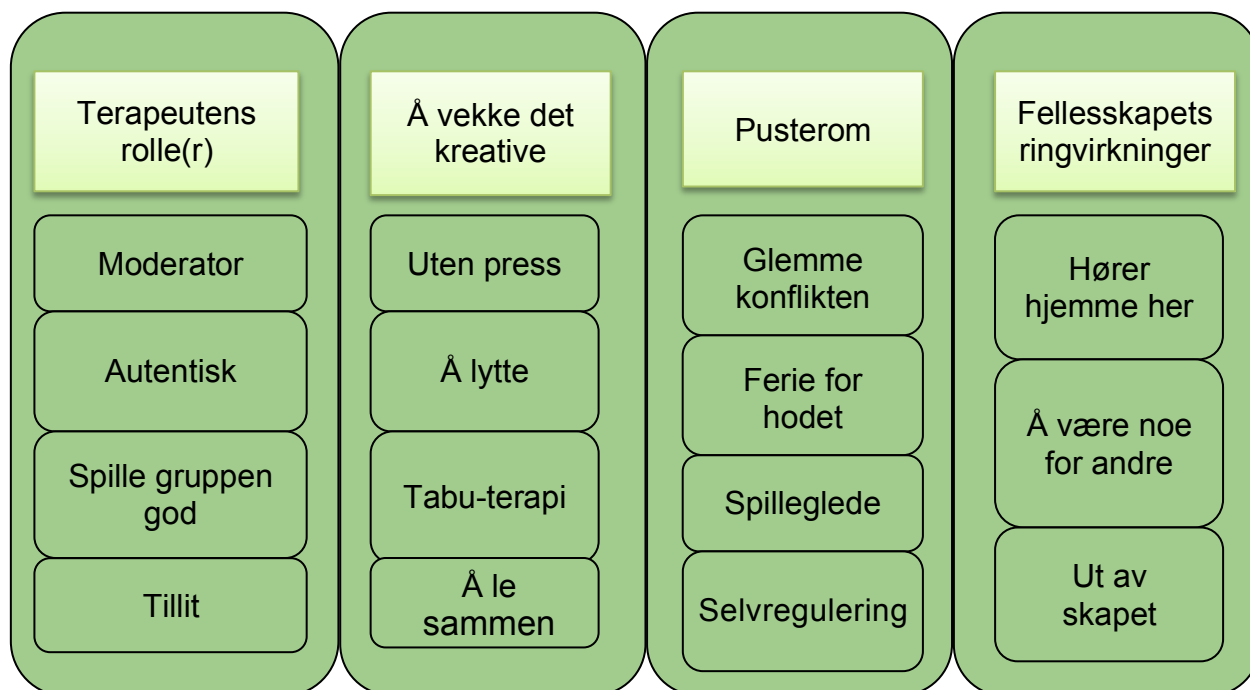 Terapeutens
rolle(r)
Moderator
Autentisk
Spille gruppen
god
Tillit
Å vekke det
kreative
Uten press
Å lytte
Tabu-terapi
Å le
sammen
Pusterom
Glemme
konflikten
Ferie for
hodet
Spilleglede
Selvregulering
Fellesskapets
ringvirkninger
Hører
hjemme her
Å være noe
for andre
Ut av
skapet